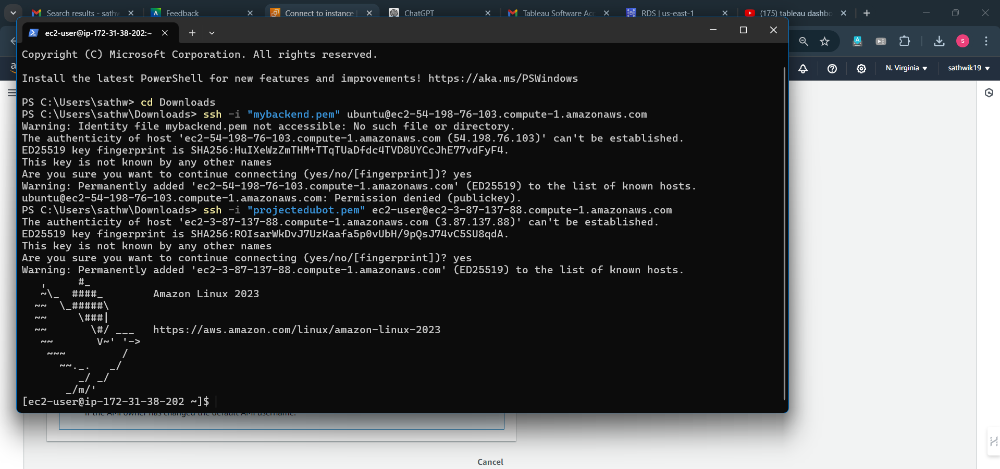 Search results - sathw
Feedback
Connect to instance |
ChatGPT
Tableau Software Acc
RDS | us-east-1
(175) tableau dashbo
ec2-user@ip-172-31-38-202:~
N. Virginia
sathwik19
S
a
Copyright (C) Microsoft Corporation. All rights reserved.
Install the latest PowerShell for new features and improvements! https://aka.ms/PSWindows
PS C:\Users\sathw> cd Downloads
PS C:\Users\sathw\Downloads> ssh -i "mybackend.pem" ubuntu@ec2-54-198-76-103.compute-1.amazonaws.com
Warning: Identity file mybackend.pem not accessible: No such file or directory.
The authenticity of host 'ec2-54-198-76-103.compute-1.amazonaws.com (54.198.76.103)' can't be established.
ED25519 key fingerprint is SHA256:HuIXeWzZmTHM+TTqTUaDfdc4TVD8UYCcJhE77vdFyF4.
This key is not known by any other names
Are you sure you want to continue connecting (yes/no/[fingerprint])? yes
Warning: Permanently added 'ec2-54-198-76-103.compute-1.amazonaws.com' (ED25519) to the list of known hosts.
ubuntu@ec2-54-198-76-103.compute-1.amazonaws.com: Permission denied (publickey).
PS C:\Users\sathw\Downloads> ssh -i "projectedubot.pem" ec2-user@ec2-3-87-137-88.compute-1.amazonaws.com
The authenticity of host 'ec2-3-87-137-88.compute-1.amazonaws.com (3.87.137.88)' can't be established.
ED25519 key fingerprint is SHA256:ROIsarWkDvJ7UzKaafa5p0vUbH/9pQsJ74vC5SU8qdA.
This key is not known by any other names
Are you sure you want to continue connecting (yes/no/[fingerprint])? yes
Warning: Permanently added 'ec2-3-87-137-88.compute-1.amazonaws.com' (ED25519) to the list of known hosts.
   ,     #_
   ~\_  ####_        Amazon Linux 2023
  ~~  \_#####\
  ~~     \###|
  ~~       \#/ ___   https://aws.amazon.com/linux/amazon-linux-2023
   ~~       V~' '->
    ~~~         /
      ~~._.   _/
         _/ _/
       _/m/'
[ec2-user@ip-172-31-38-202 ~]$
if the AMI owner has changed the default AMI username.
Cancel